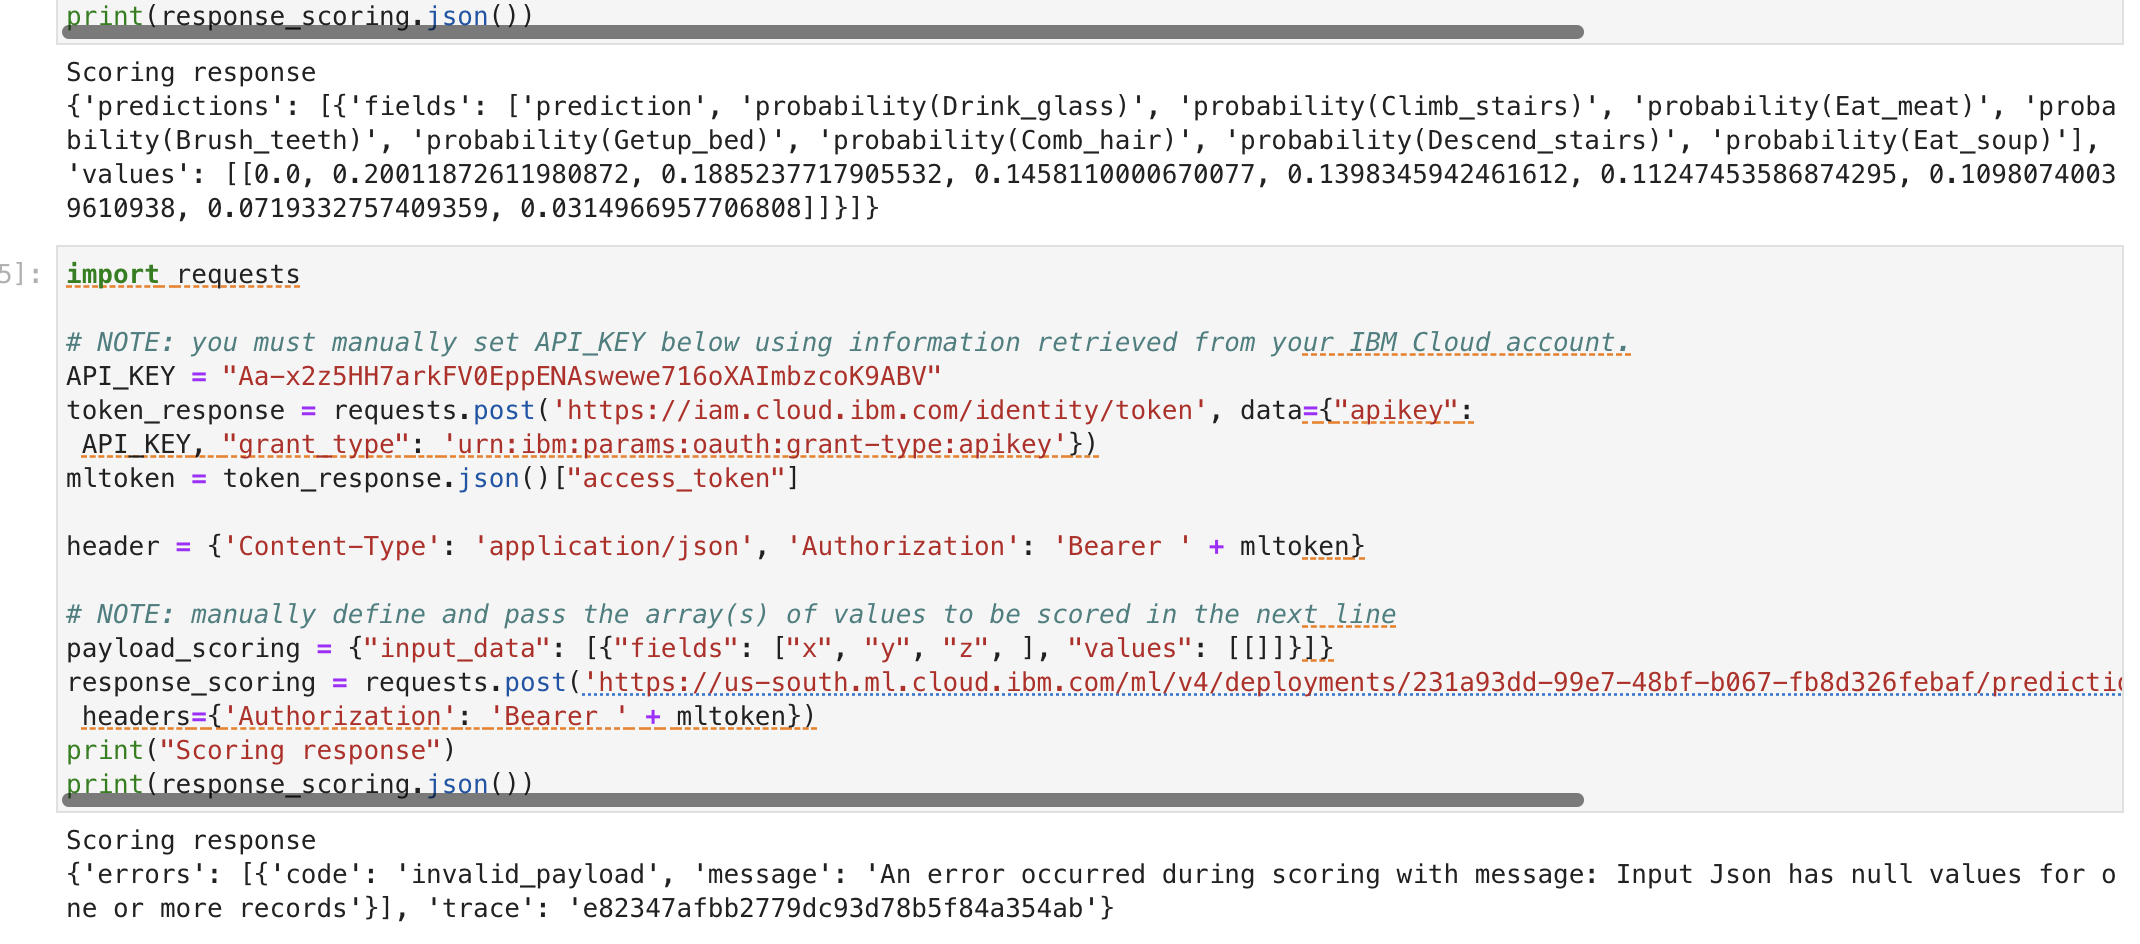 print(response_scoring.json())
Scoring response
{'predictions': [{'fields': ['prediction', 'probability(Drink_glass)', 'probability(Climb_stairs)', 'probability(Eat_meat)', 'proba
bility(Brush_teeth)', 'probability(Getup_bed)', 'probability(Comb_hair)', 'probability(Descend_stairs)', 'probability(Eat_soup)'],
'values': [[0.0, 0.20011872611980872, 0.1885237717905532, 0.1458110000670077, 0.1398345942461612, 0.11247453586874295, 0.1098074003
9610938, 0.0719332757409359, 0.0314966957706808]]}]}
5]:
import requests
# NOTE: you must manually set API_KEY below using information retrieved from your IBM Cloud account.
API_KEY = "Aa-x2z5HH7arkFV0EppENAswewe716oXAImbzcoK9ABV"
token_response = requests.post('https://iam.cloud.ibm.com/identity/token', data={"apikey":
API_KEY, "grant_type": 'urn:ibm:params:oauth:grant-type:apikey'})
mltoken = token_response.json()["access_token"]
header = {'Content-Type': 'application/json', 'Authorization': 'Bearer ' + mltoken}
# NOTE: manually define and pass the array(s) of values to be scored in the next line
payload_scoring = {"input_data": [{"fields": ["x", "y", "z", ], "values": [[]]}]}
response_scoring = requests.post('https://us-south.ml.cloud.ibm.com/ml/v4/deployments/231a93dd-99e7-48bf-b067-fb8d326febaf/predictic
headers={'Authorization': 'Bearer ' + mltoken})
print("Scoring response")
print(response_scoring.json())
Scoring response
{'errors': [{'code': 'invalid_payload', 'message': 'An error occurred during scoring with message: Input Json has null values for o
ne or more records'}], 'trace': 'e82347afbb2779dc93d78b5f84a354ab'}